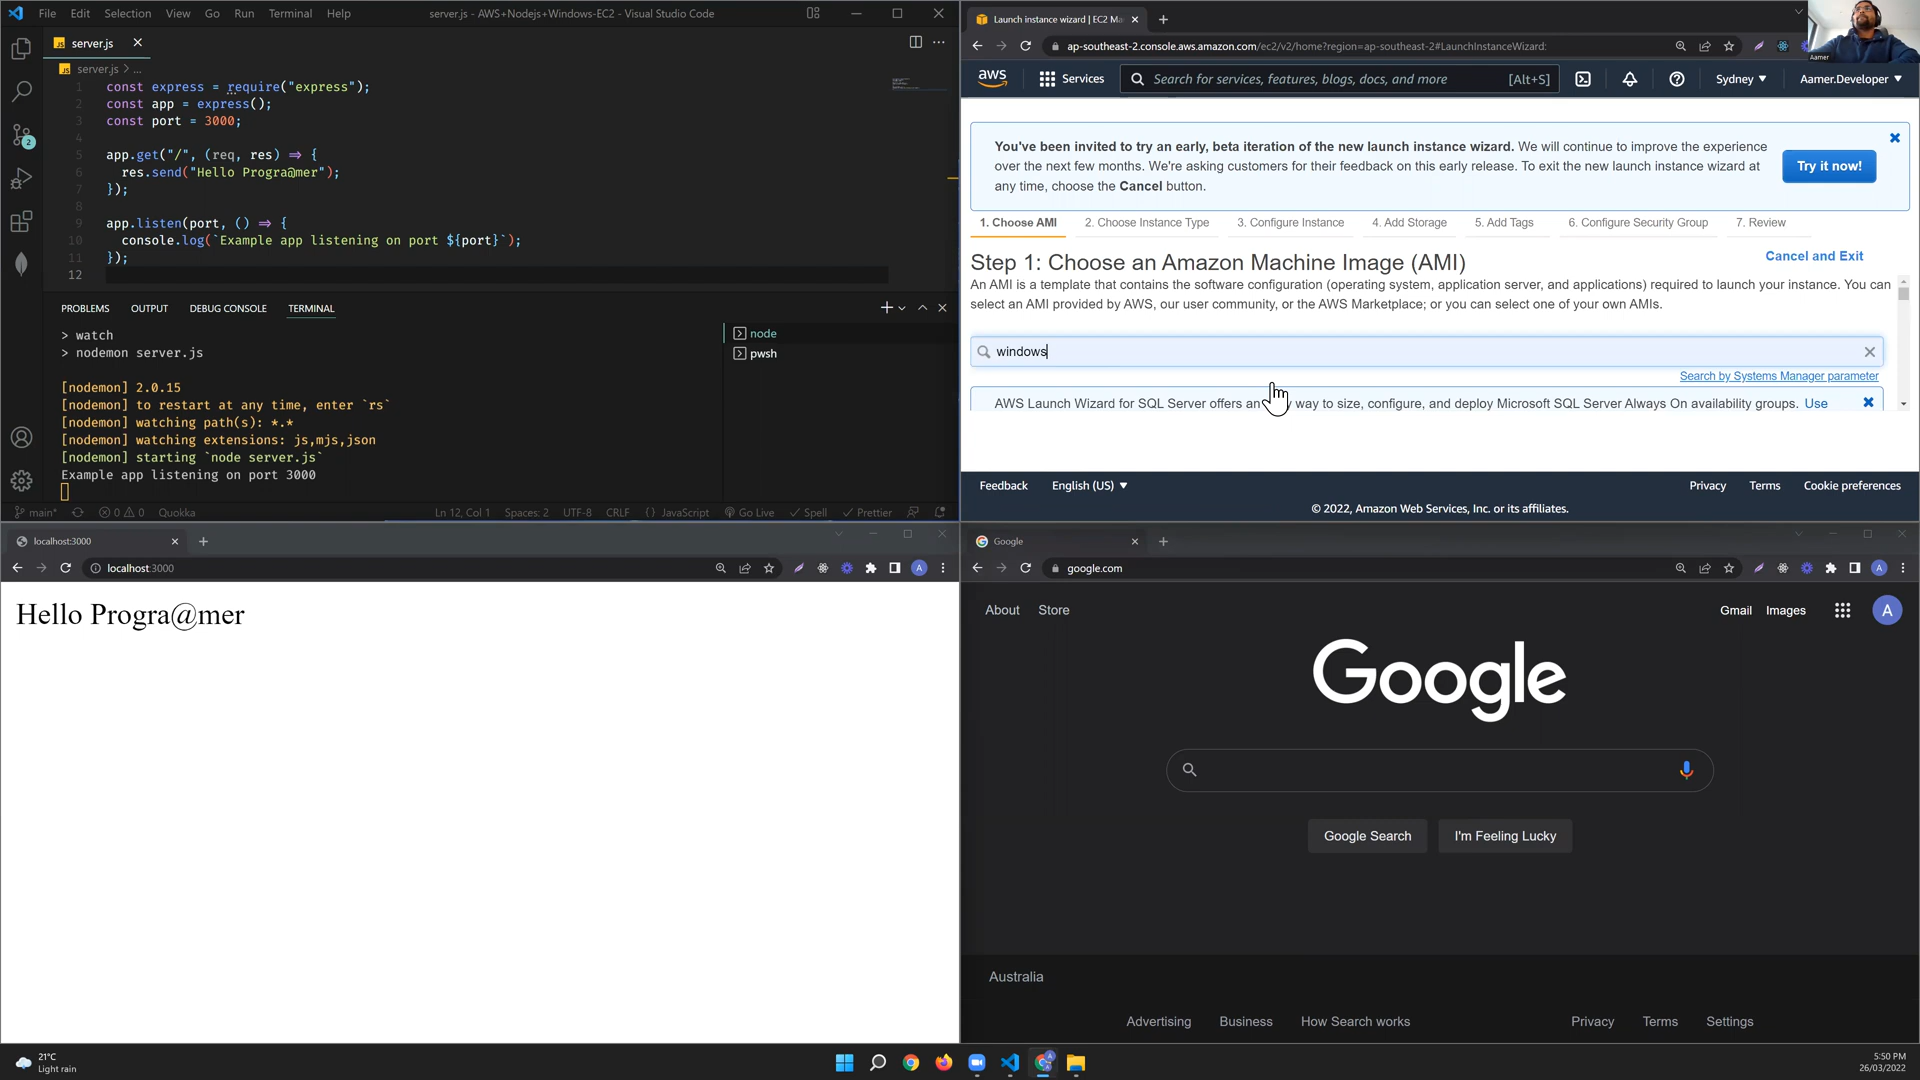 File Edit Selection View Go Run Terminal Help
server.js - AWS+Nodejs+Windows-EC2 - Visual Studio Code
JS server.js
JS server.js > ...
1 const express = require("express");
2 const app = express();
3 const port = 3000;
4
5 app.get("/", (req, res) ⇒ {
6 res.send("Hello Progra@mer");
7 });
8
9 app.listen(port, () ⇒ {
10 console.log(`Example app listening on port ${port}`);
11 });
12
2
PROBLEMS OUTPUT DEBUG CONSOLE TERMINAL
> watch
> nodemon server.js
[nodemon] 2.0.15
[nodemon] to restart at any time, enter `rs`
[nodemon] watching path(s): *.*
[nodemon] watching extensions: js,mjs,json
[nodemon] starting `node server.js`
Example app listening on port 3000
node
pwsh
main* 0 0 Quokka Ln 12, Col 1 Spaces: 2 UTF-8 CRLF {} JavaScript Go Live Spell Prettier
Launch instance wizard | EC2 Ma
ap-southeast-2.console.aws.amazon.com/ec2/v2/home?region=ap-southeast-2#LaunchInstanceWizard:
Aamer
aws Services Search for services, features, blogs, docs, and more [Alt+S] Sydney Aamer.Developer
You've been invited to try an early, beta iteration of the new launch instance wizard. We will continue to improve the experience
over the next few months. We're asking customers for their feedback on this early release. To exit the new launch instance wizard at
any time, choose the Cancel button.
Try it now!
1. Choose AMI 2. Choose Instance Type 3. Configure Instance 4. Add Storage 5. Add Tags 6. Configure Security Group 7. Review
Step 1: Choose an Amazon Machine Image (AMI)
Cancel and Exit
An AMI is a template that contains the software configuration (operating system, application server, and applications) required to launch your instance. You can
select an AMI provided by AWS, our user community, or the AWS Marketplace; or you can select one of your own AMIs.
windows
Search by Systems Manager parameter
AWS Launch Wizard for SQL Server offers an way to size, configure, and deploy Microsoft SQL Server Always On availability groups. Use
Feedback English (US) Privacy Terms Cookie preferences
© 2022, Amazon Web Services, Inc. or its affiliates.
localhost:3000
localhost:3000
A
Hello Progra@mer
Google
google.com
A
About Store Gmail Images A
Google
Google Search I'm Feeling Lucky
Australia
Advertising Business How Search works Privacy Terms Settings
21°C
Light rain
5:50 PM
26/03/2022